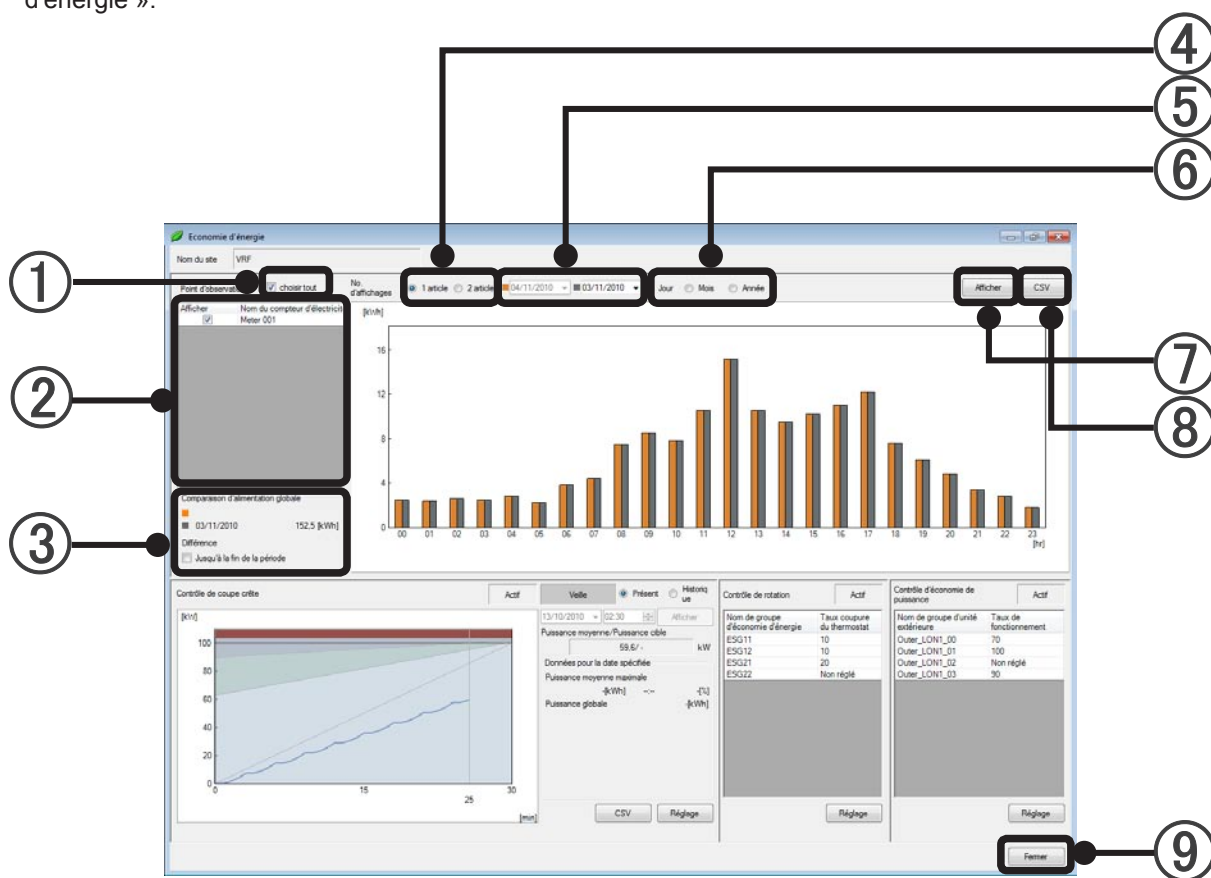 d'énergie ».
④
⑤
⑥
Economie d'énergie
Nom du site VRF
①
Point d'observat
choisir tout
No.
d'affichages
1 article 2 article
04/11/2010 03/11/2010
Jour Mois Année
Afficher
CSV
Afficher Nom du compteur d'électricit
Meter 001
[kWh]
16
12
8
4
0
00 01 02 03 04 05 06 07 08 09 10 11 12 13 14 15 16 17 18 19 20 21 22 23
[hr]
②
⑦
⑧
Comparaison d'alimentation globale
03/11/2010 152,5 [kWh]
Différence
Jusqu'à la fin de la période
③
Contrôle de coupe crête
Actif
[kW]
100
80
60
40
20
0
0 15 25 30
[min]
Veille
Présent
Historiq
ue
13/10/2010 02:30 Afficher
Puissance moyenne/Puissance cible
59,6/ - kW
Données pour la date spécifiée
Puissance moyenne maximale
-[kWh] --:-- -[%]
Puissance globale -[kWh]
CSV
Réglage
Contrôle de rotation
Actif
Nom de groupe
d'économie d'énergie
Taux coupure
du thermostat
ESG11 10
ESG12 10
ESG21 20
ESG22 Non réglé
Réglage
Contrôle d'économie de
puissance
Actif
Nom de groupe d'unité
extérieure
Taux de
fonctionnement
Outer_LON1_00 70
Outer_LON1_01 100
Outer_LON1_02 Non réglé
Outer_LON1_03 90
Réglage
Fermer
⑨